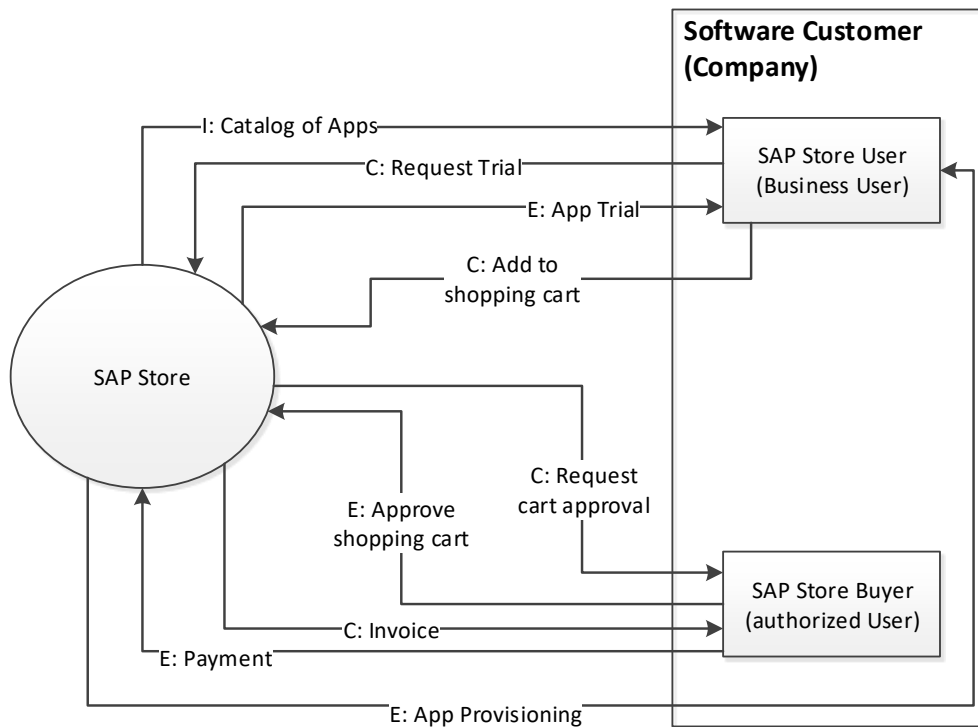 Software Customer
(Company)
I: Catalog of Apps
SAP Store User
(Business User)
C: Request Trial
E: App Trial
C: Add to
shopping cart
SAP Store
C: Request
cart approval
E: Approve
shopping cart
SAP Store Buyer
(authorized User)
C: Invoice
E: Payment
E: App Provisioning